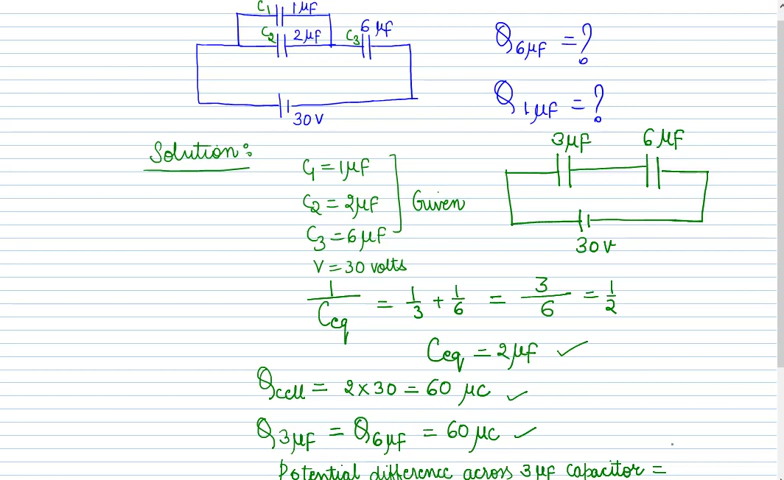 C1 1μF
C2 2μF C3 6μF
30V
Q6μF = ?
Q1μF = ?
3μF 6μF
30V
Solution:
C1 = 1μF
C2 = 2μF
C3 = 6μF
Given
V = 30 volts
1/Ceq = 1/3 + 1/6 = 3/6 = 1/2
Ceq = 2μF ✓
Qcell = 2 × 30 = 60 μC ✓
Q3μF = Q6μF = 60μC ✓
Potential difference across 3μF capacitor =